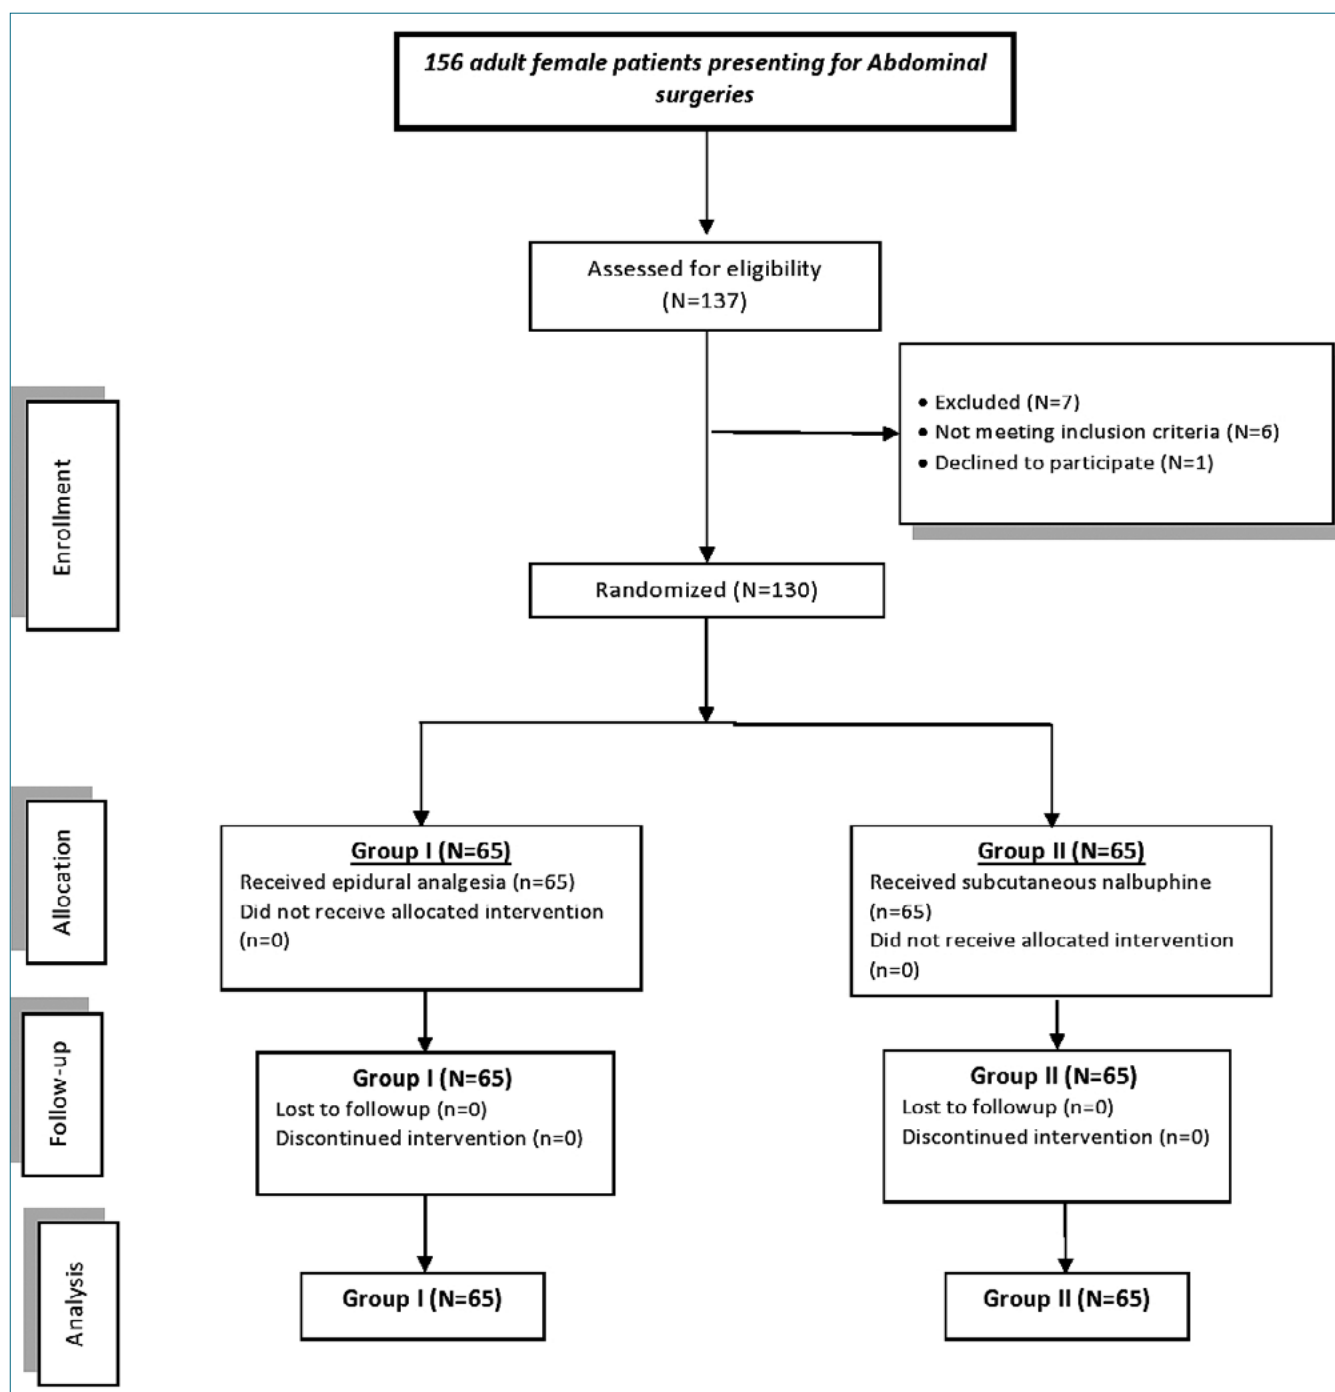 156 adult female patients presenting for Abdominal
surgeries
Assessed for eligibility
(N=137)
• Excluded (N=7)
• Not meeting inclusion criteria (N=6)
• Declined to participate (N=1)
Enrollment
Randomized (N=130)
Allocation
Group I (N=65)
Received epidural analgesia (n=65)
Did not receive allocated intervention
(n=0)
Group II (N=65)
Received subcutaneous nalbuphine
(n=65)
Did not receive allocated intervention
(n=0)
Follow-up
Group I (N=65)
Lost to followup (n=0)
Discontinued intervention (n=0)
Group II (N=65)
Lost to followup (n=0)
Discontinued intervention (n=0)
Analysis
Group I (N=65)
Group II (N=65)